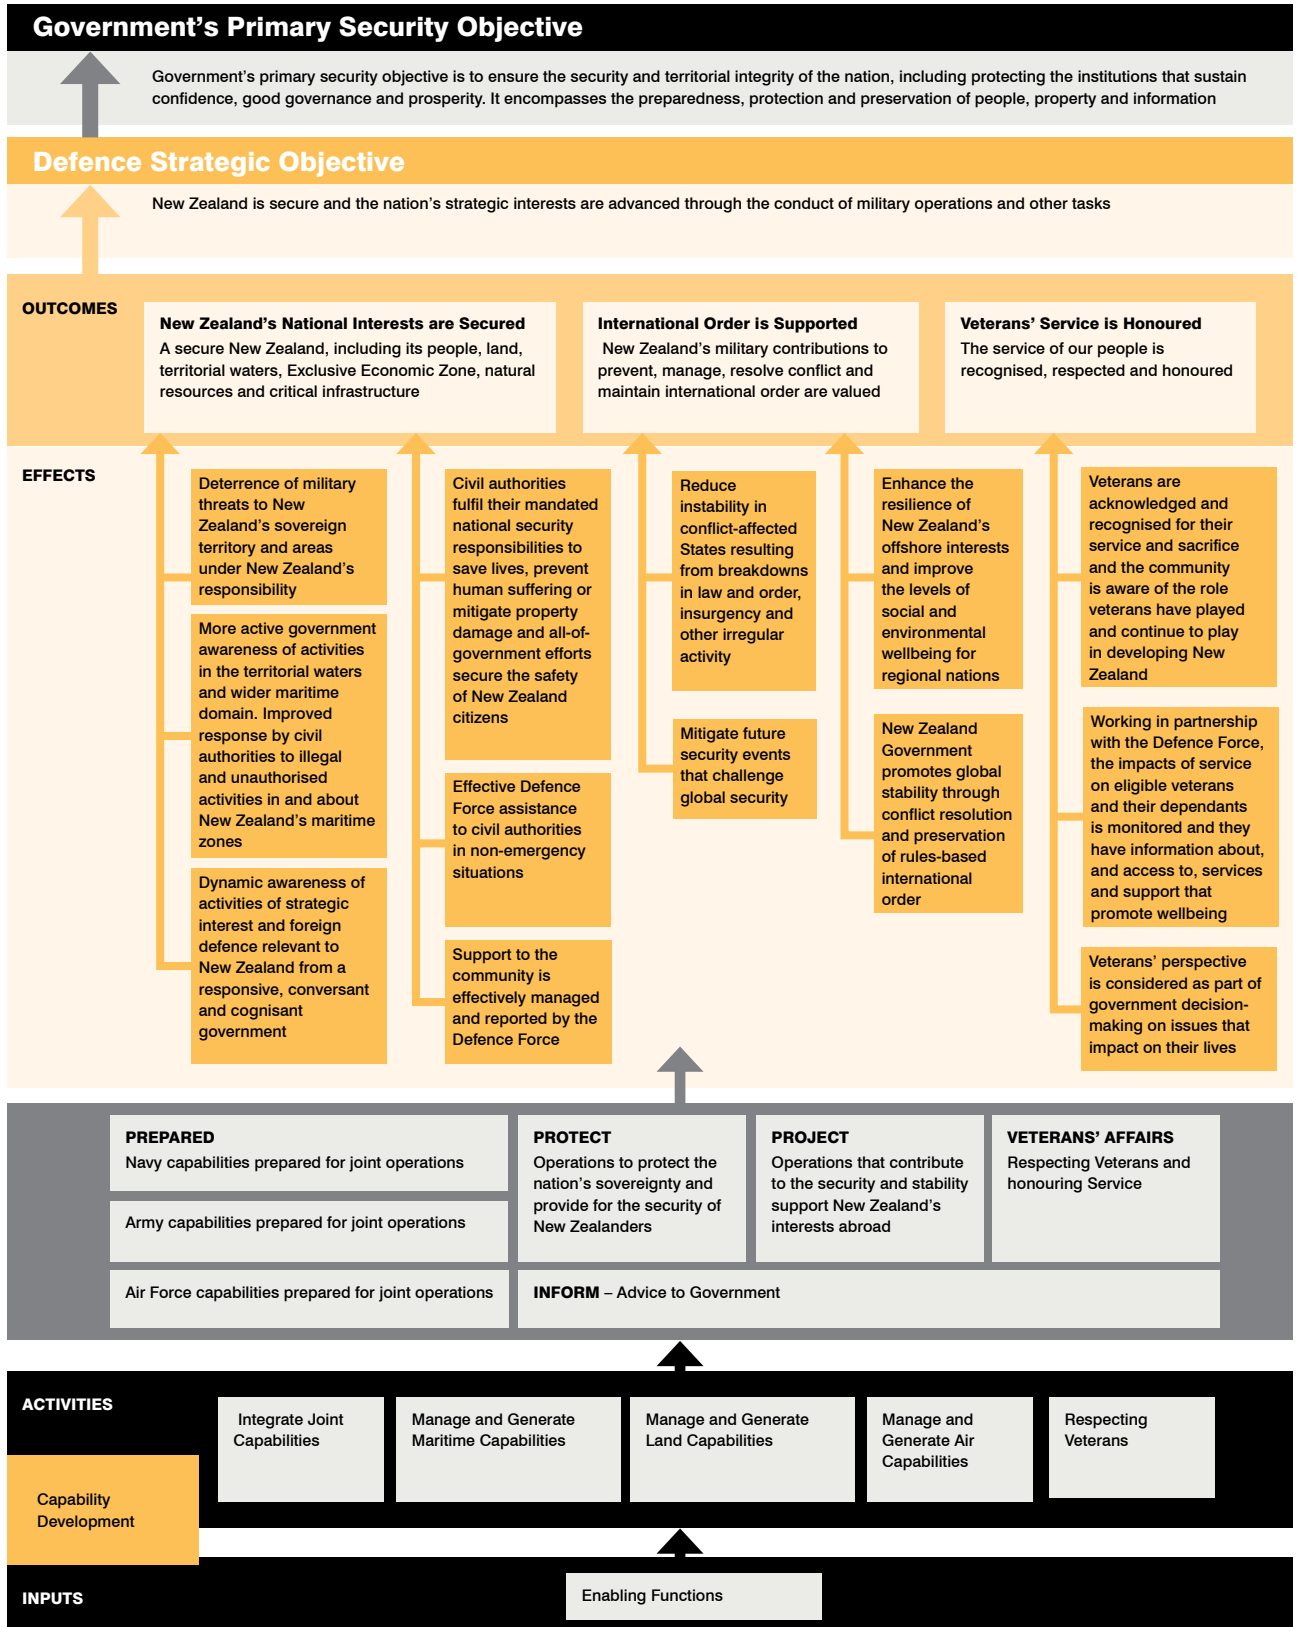 Government's Primary Security Objective
Government's primary security objective is to ensure the security and territorial integrity of the nation, including protecting the institutions that sustain
confidence, good governance and prosperity. It encompasses the preparedness, protection and preservation of people, property and information
Defence Strategic Objective
New Zealand is secure and the nation's strategic interests are advanced through the conduct of military operations and other tasks
OUTCOMES
New Zealand's National Interests are Secured
A secure New Zealand, including its people, land,
territorial waters, Exclusive Economic Zone, natural
resources and critical infrastructure
International Order is Supported
New Zealand's military contributions to
prevent, manage, resolve conflict and
maintain international order are valued
Veterans' Service is Honoured
The service of our people is
recognised, respected and honoured
EFFECTS
Deterrence of military
threats to New
Zealand's sovereign
territory and areas
under New Zealand's
responsibility
More active government
awareness of activities
in the territorial waters
and wider maritime
domain. Improved
response by civil
authorities to illegal
and unauthorised
activities in and about
New Zealand's maritime
zones
Dynamic awareness of
activities of strategic
interest and foreign
defence relevant to
New Zealand from a
responsive, conversant
and cognisant
government
Civil authorities
fulfil their mandated
national security
responsibilities to
save lives, prevent
human suffering or
mitigate property
damage and all-of-
government efforts
secure the safety
of New Zealand
citizens
Effective Defence
Force assistance
to civil authorities
in non-emergency
situations
Support to the
community is
effectively managed
and reported by the
Defence Force
Reduce
instability in
conflict-affected
States resulting
from breakdowns
in law and order,
insurgency and
other irregular
activity
Mitigate future
security events
that challenge
global security
Enhance the
resilience of
New Zealand's
offshore interests
and improve
the levels of
social and
environmental
wellbeing for
regional nations
New Zealand
Government
promotes global
stability through
conflict resolution
and preservation
of rules-based
international
order
Veterans are
acknowledged and
recognised for their
service and sacrifice
and the community
is aware of the role
veterans have played
and continue to play
in developing New
Zealand
Working in partnership
with the Defence Force,
the impacts of service
on eligible veterans
and their dependants
is monitored and they
have information about,
and access to, services
and support that
promote wellbeing
Veterans' perspective
is considered as part of
government decision-
making on issues that
impact on their lives
PREPARED
Navy capabilities prepared for joint operations
Army capabilities prepared for joint operations
Air Force capabilities prepared for joint operations
PROTECT
Operations to protect the
nation's sovereignty and
provide for the security of
New Zealanders
PROJECT
Operations that contribute
to the security and stability
support New Zealand's
interests abroad
VETERANS' AFFAIRS
Respecting Veterans and
honouring Service
INFORM – Advice to Government
ACTIVITIES
Integrate Joint
Capabilities
Manage and Generate
Maritime Capabilities
Manage and Generate
Land Capabilities
Manage and
Generate Air
Capabilities
Respecting
Veterans
Capability
Development
INPUTS
Enabling Functions